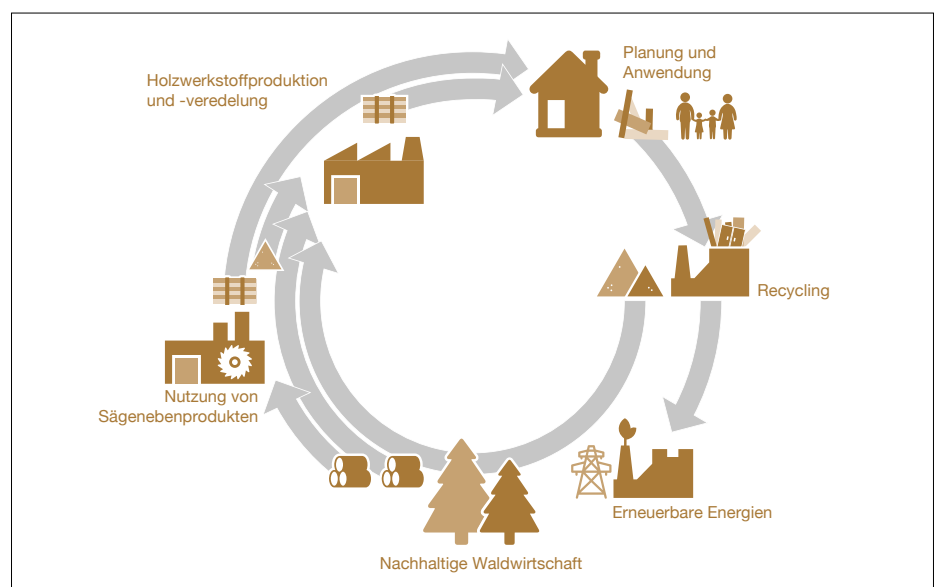 Planung und
Anwendung
Holzwerkstoffproduktion
und -veredelung
Recycling
Nutzung von
Sägenebenprodukten
Erneuerbare Energien
Nachhaltige Waldwirtschaft